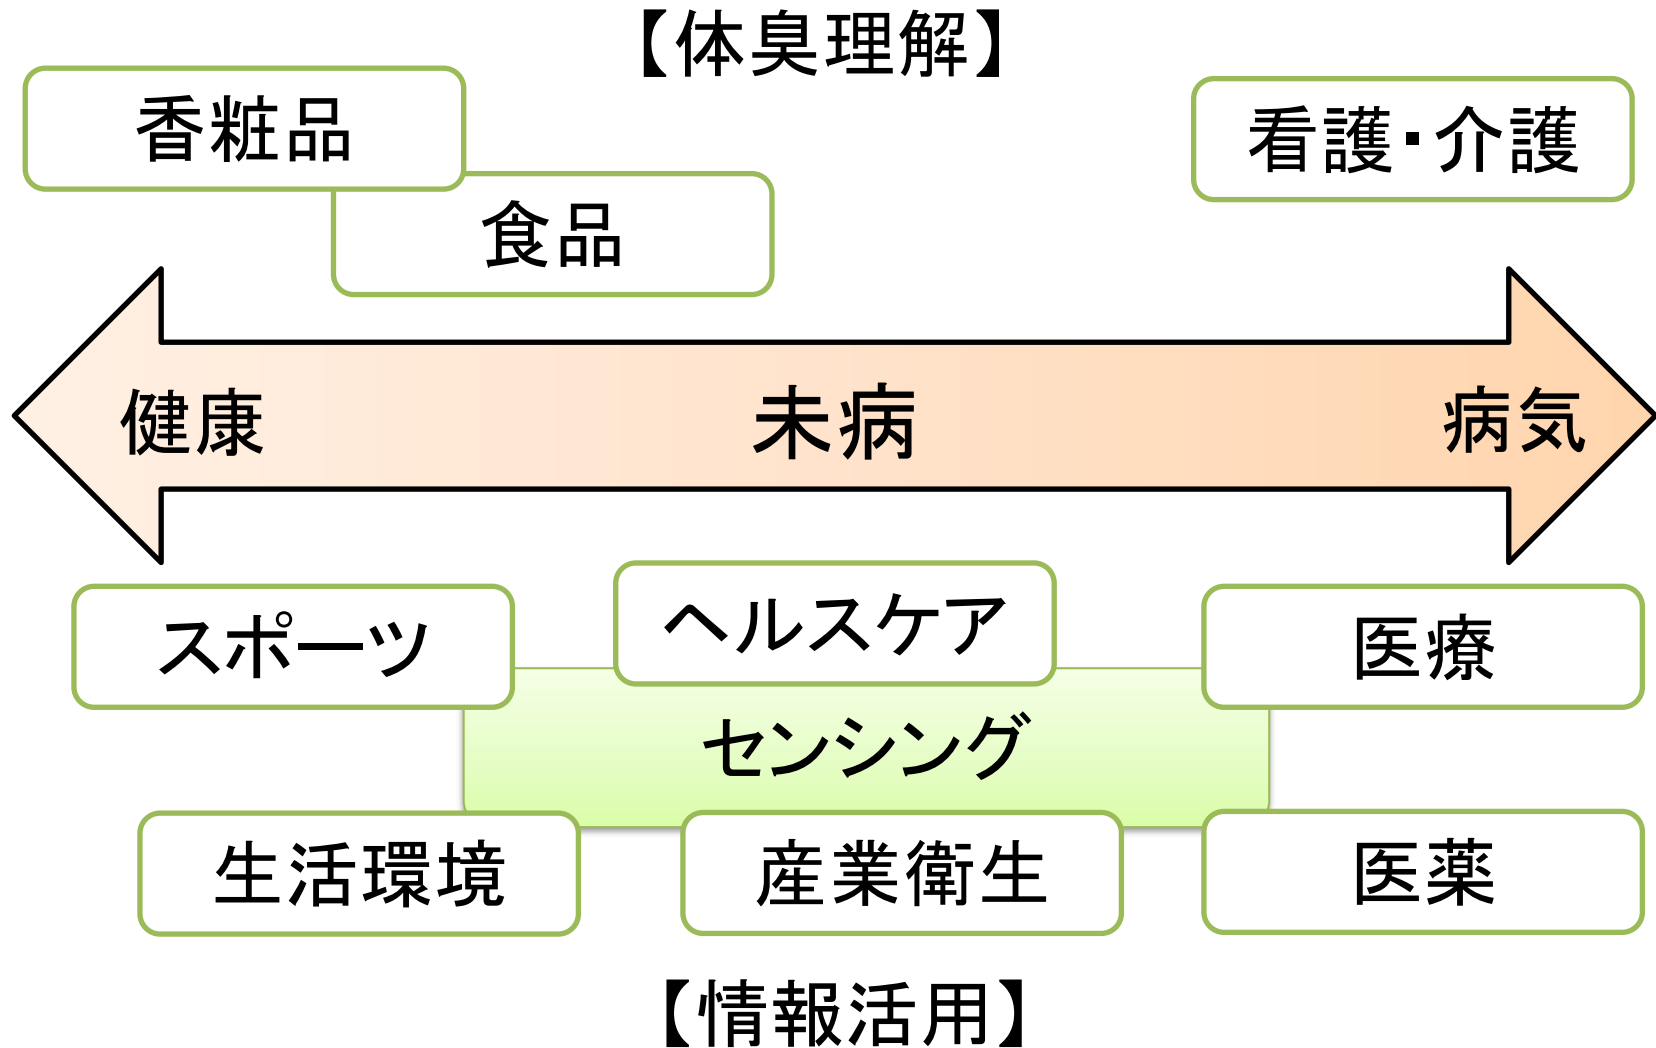 【体臭理解】
香粧品
看護・介護
食品
健康
未病
病気
スポーツ
ヘルスケア
医療
センシング
生活環境
産業衛生
医薬
【情報活用】